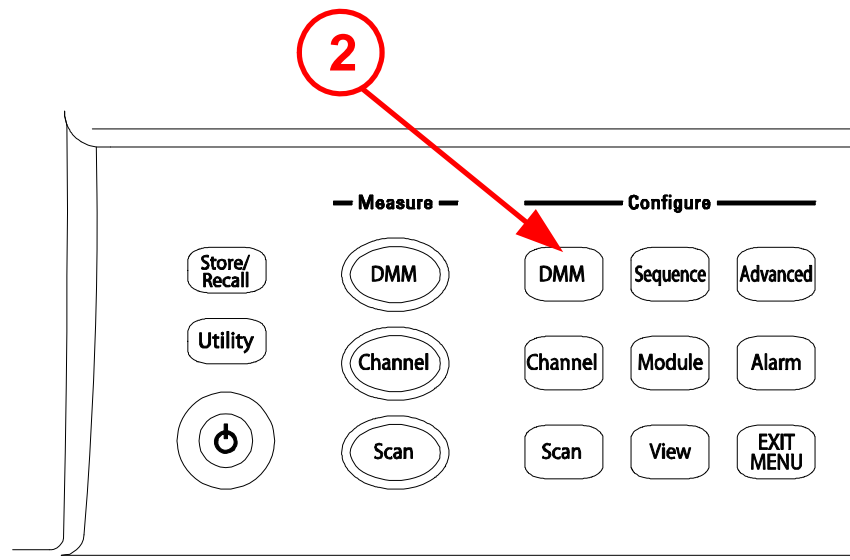 2
Measure
Configure
Store/
Recall
DMM
DMM
Sequence
Advanced
Utility
Channel
Channel
Module
Alarm
Scan
Scan
View
EXIT
MENU